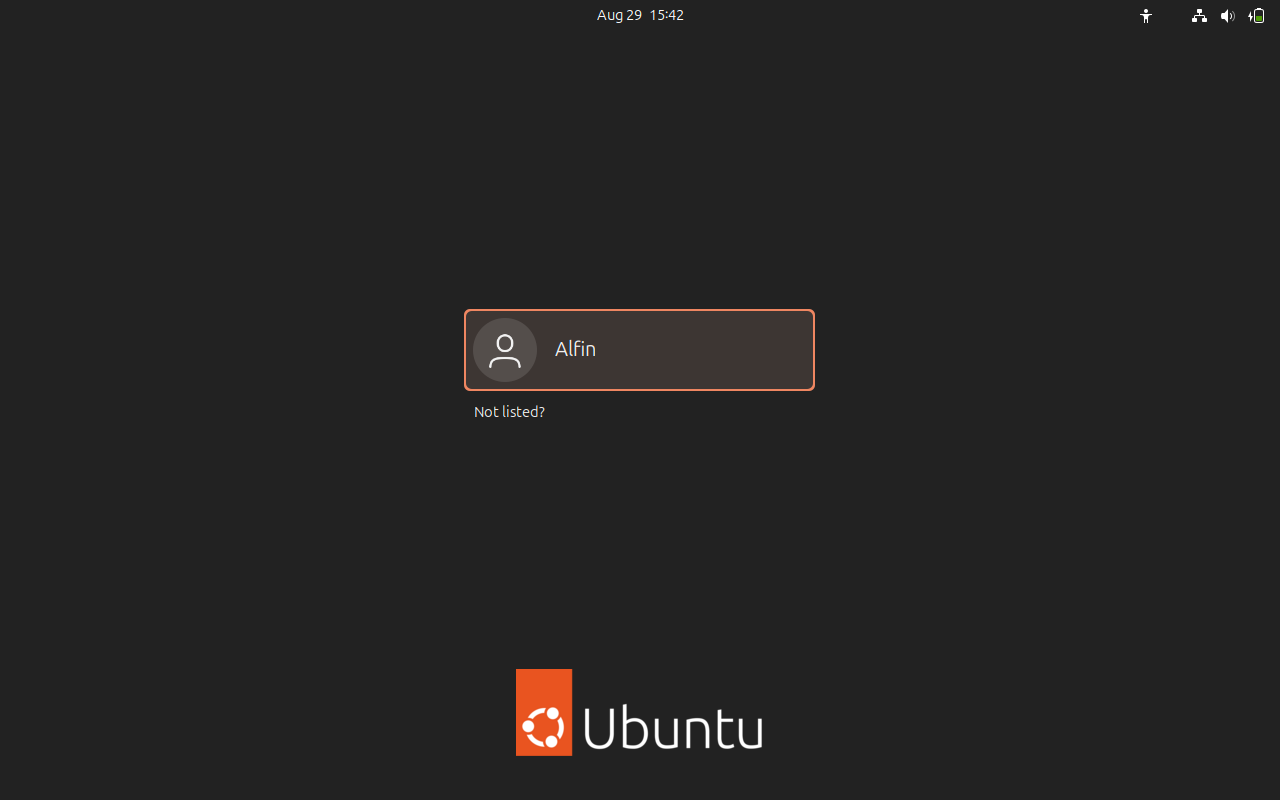 Aug 29 15:42
Alfin
Not listed?
Ubuntu